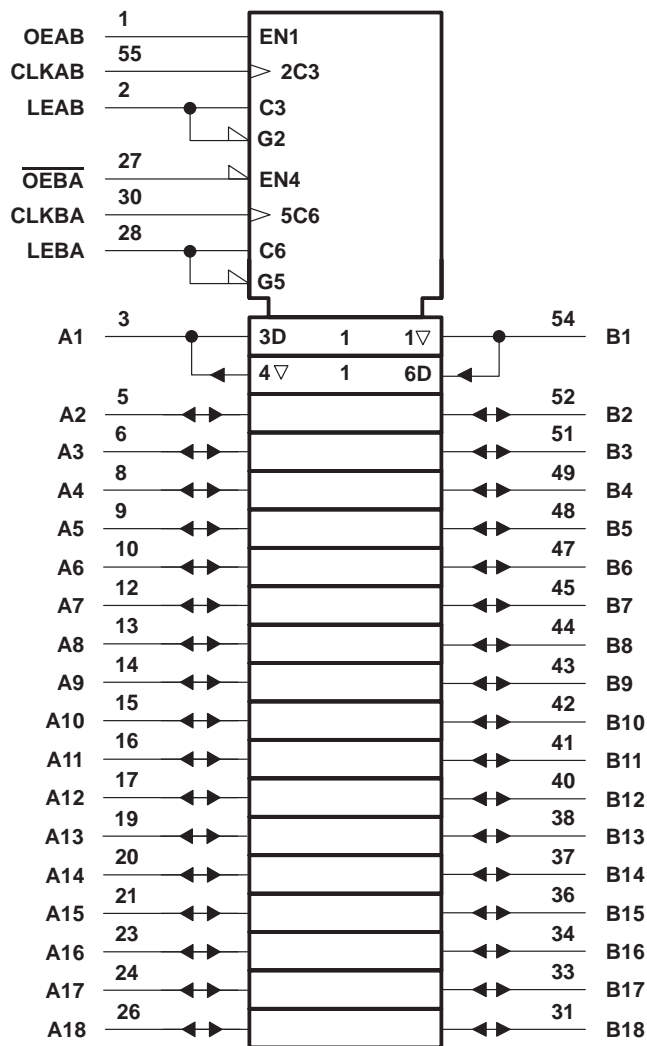 1
OEAB EN1
55
CLKAB 2C3
2
LEAB C3
G2
27
OEBA EN4
30
CLKBA 5C6
28
LEBA C6
G5
3 54
A1 3D 1 1▽ B1
4▽ 1 6D
5 52
A2 B2
6 51
A3 B3
8 49
A4 B4
9 48
A5 B5
10 47
A6 B6
12 45
A7 B7
13 44
A8 B8
14 43
A9 B9
15 42
A10 B10
16 41
A11 B11
17 40
A12 B12
19 38
A13 B13
20 37
A14 B14
21 36
A15 B15
23 34
A16 B16
24 33
A17 B17
26 31
A18 B18